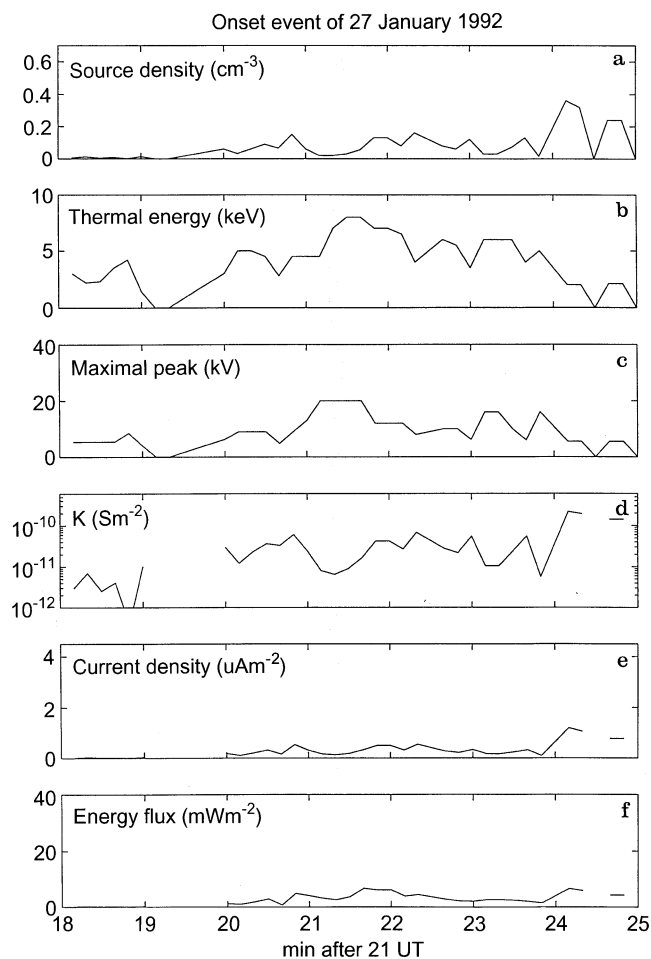 Onset event of 27 January 1992
a
Source density (cm-3)
0.6
0.4
0.2
0
b
Thermal energy (keV)
10
5
0
c
Maximal peak (kV)
40
20
0
d
K (Sm-2)
10-10
10-11
10-12
e
Current density (uAm-2)
4
2
0
f
Energy flux (mWm-2)
40
20
0
18 19 20 21 22 23 24 25
min after 21 UT